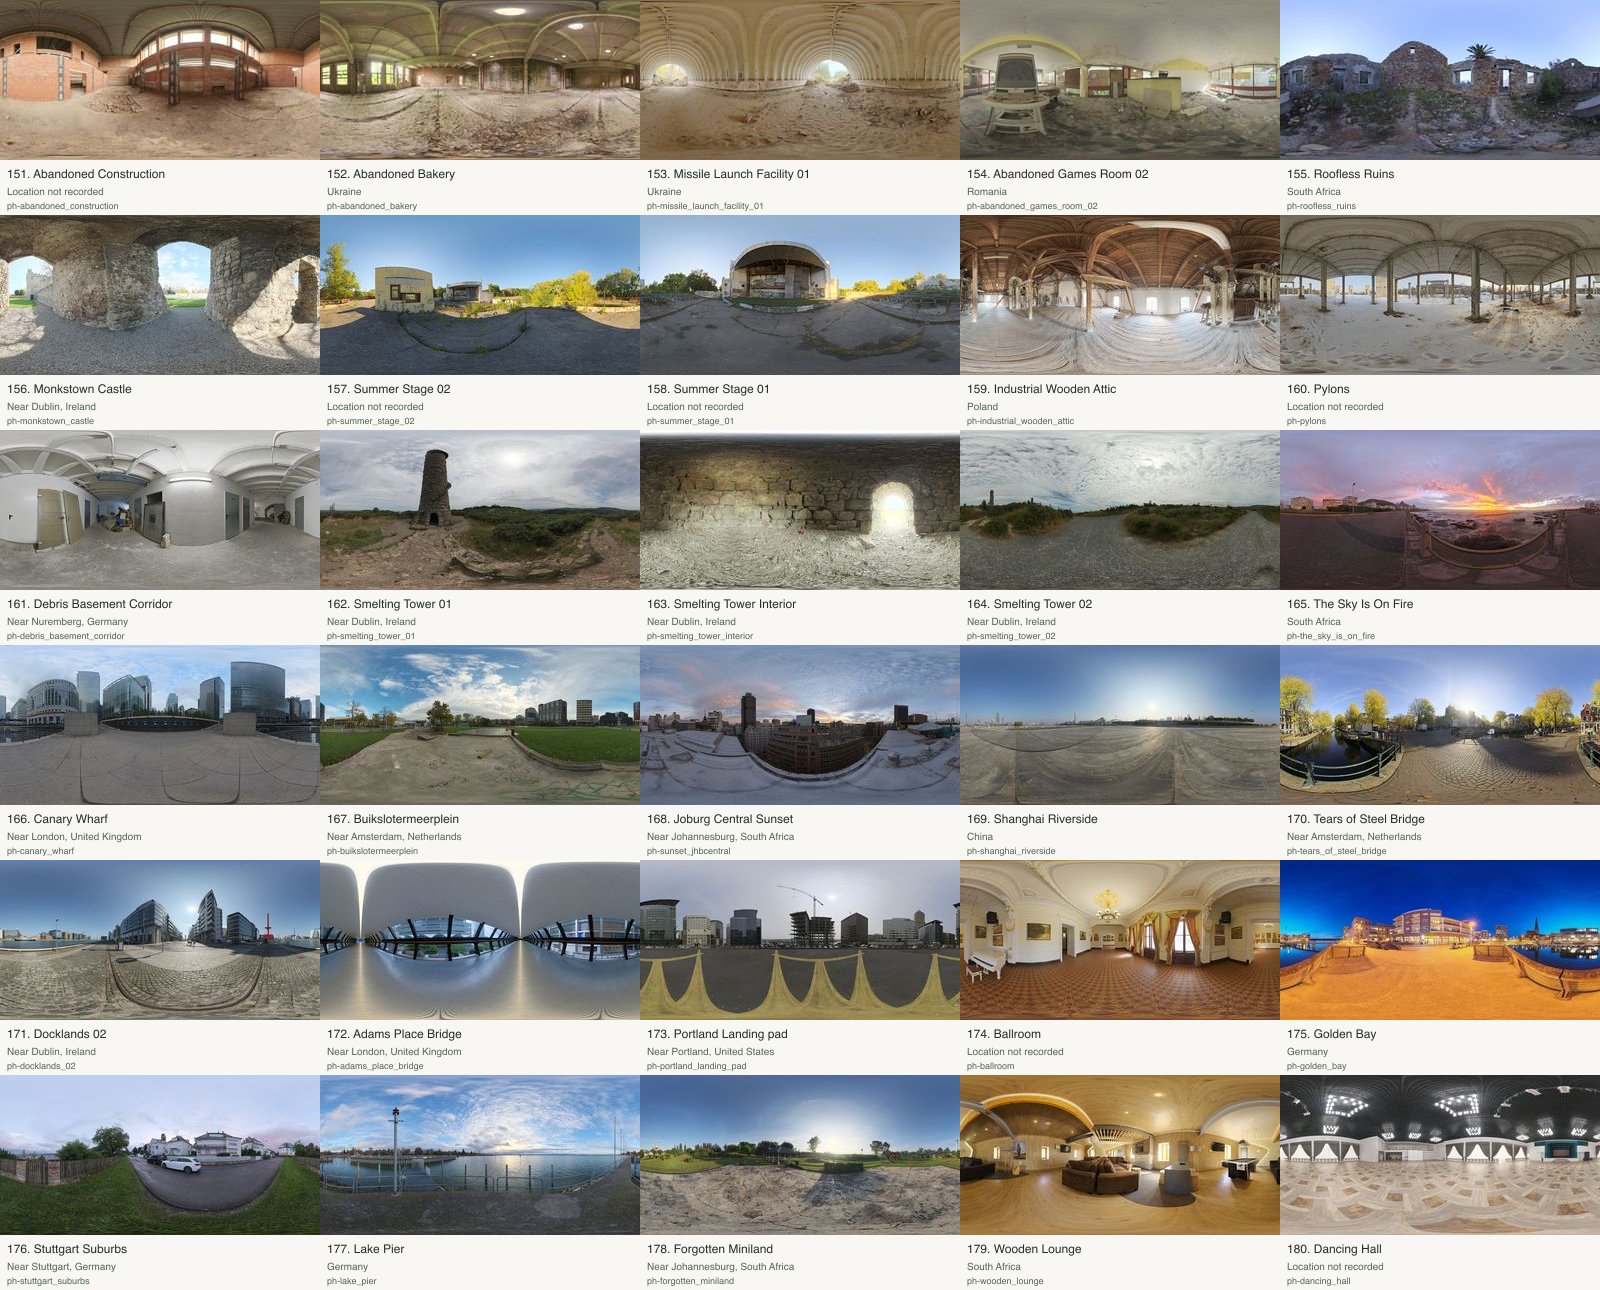 151. Abandoned Construction
Location not recorded
ph-abandoned_construction
152. Abandoned Bakery
Ukraine
ph-abandoned_bakery
153. Missile Launch Facility 01
Ukraine
ph-missile_launch_facility_01
154. Abandoned Games Room 02
Romania
ph-abandoned_games_room_02
155. Roofless Ruins
South Africa
ph-roofless_ruins
156. Monkstown Castle
Near Dublin, Ireland
ph-monkstown_castle
157. Summer Stage 02
Location not recorded
ph-summer_stage_02
158. Summer Stage 01
Location not recorded
ph-summer_stage_01
159. Industrial Wooden Attic
Poland
ph-industrial_wooden_attic
160. Pylons
Location not recorded
ph-pylons
161. Debris Basement Corridor
Near Nuremberg, Germany
ph-debris_basement_corridor
162. Smelting Tower 01
Near Dublin, Ireland
ph-smelting_tower_01
163. Smelting Tower Interior
Near Dublin, Ireland
ph-smelting_tower_interior
164. Smelting Tower 02
Near Dublin, Ireland
ph-smelting_tower_02
165. The Sky Is On Fire
South Africa
ph-the_sky_is_on_fire
166. Canary Wharf
Near London, United Kingdom
ph-canary_wharf
167. Buikslotermeerplein
Near Amsterdam, Netherlands
ph-buikslotermeerplein
168. Joburg Central Sunset
Near Johannesburg, South Africa
ph-sunset_jhbcentral
169. Shanghai Riverside
China
ph-shanghai_riverside
170. Tears of Steel Bridge
Near Amsterdam, Netherlands
ph-tears_of_steel_bridge
171. Docklands 02
Near Dublin, Ireland
ph-docklands_02
172. Adams Place Bridge
Near London, United Kingdom
ph-adams_place_bridge
173. Portland Landing pad
Near Portland, United States
ph-portland_landing_pad
174. Ballroom
Location not recorded
ph-ballroom
175. Golden Bay
Germany
ph-golden_bay
176. Stuttgart Suburbs
Near Stuttgart, Germany
ph-stuttgart_suburbs
177. Lake Pier
Germany
ph-lake_pier
178. Forgotten Miniland
Near Johannesburg, South Africa
ph-forgotten_miniland
179. Wooden Lounge
South Africa
ph-wooden_lounge
180. Dancing Hall
Location not recorded
ph-dancing_hall